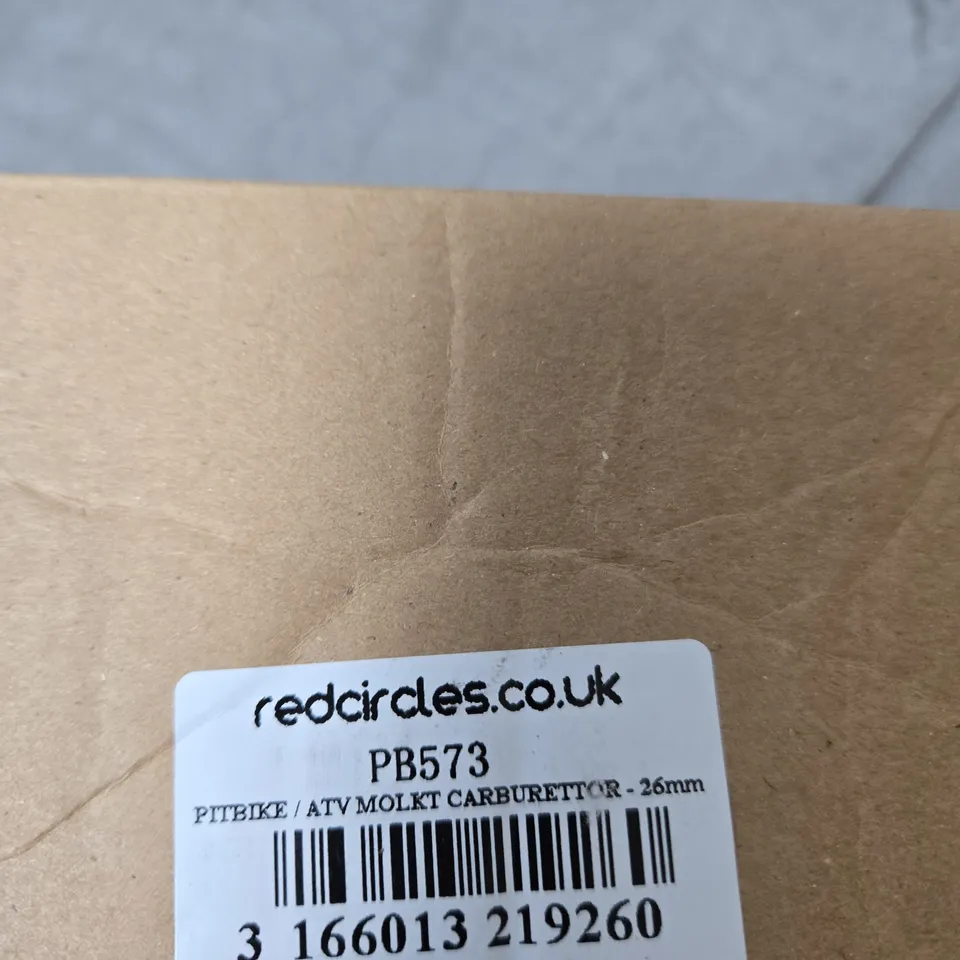 redcircles.co.uk
PB573
PITBIKE / ATV MOLKT CARBURETTOR - 26mm
3 166013 219260